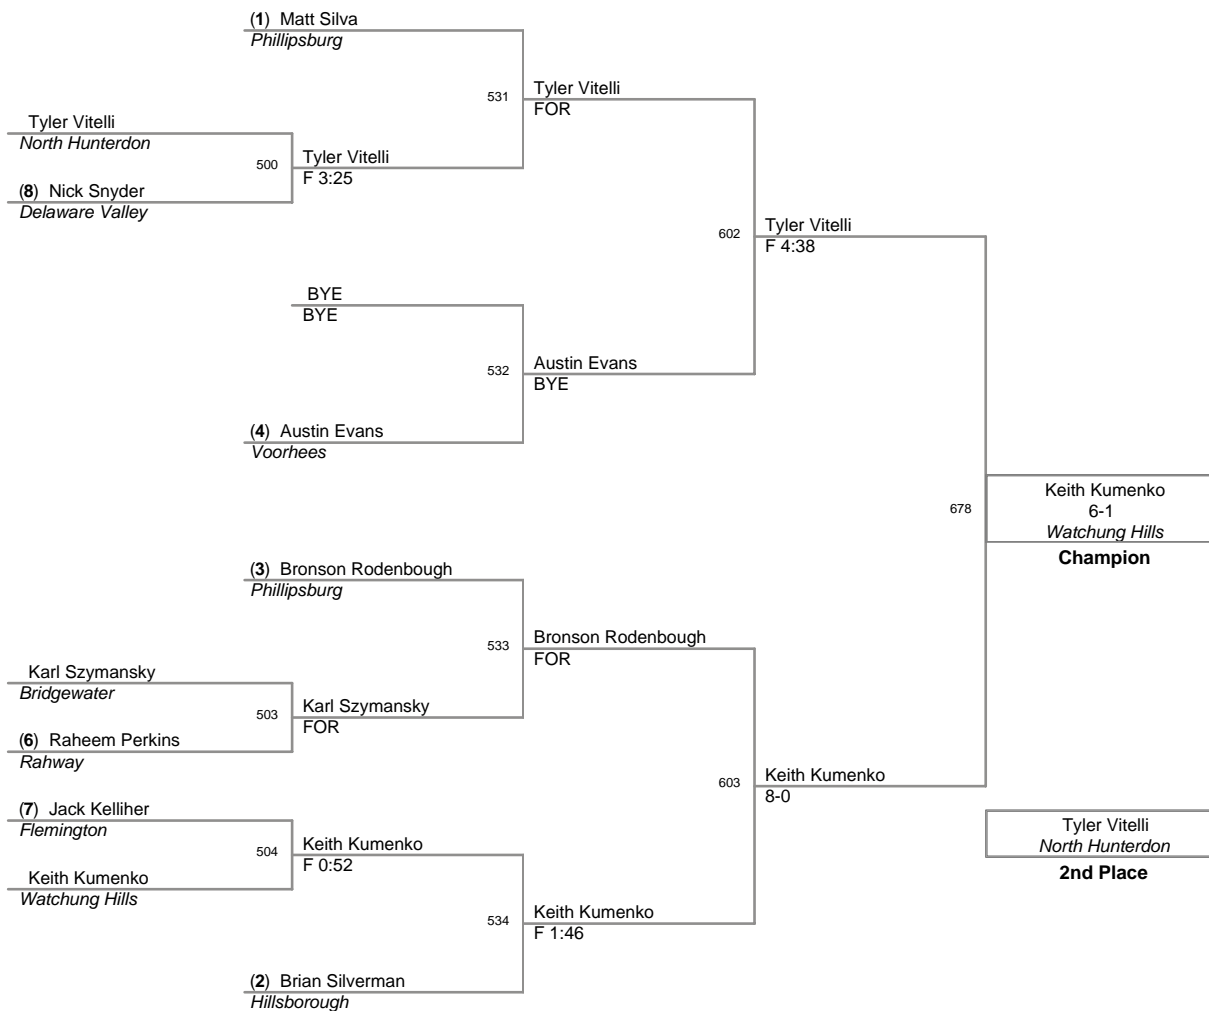 (1) Matt Silva
Phillipsburg
531
Tyler Vitelli
FOR
Tyler Vitelli
North Hunterdon
500
Tyler Vitelli
F 3:25
(8) Nick Snyder
Delaware Valley
602
Tyler Vitelli
F 4:38
BYE
BYE
532
Austin Evans
BYE
(4) Austin Evans
Voorhees
678
Keith Kumenko
6-1
Watchung Hills
Champion
(3) Bronson Rodenbough
Phillipsburg
533
Bronson Rodenbough
FOR
Karl Szymansky
Bridgewater
503
Karl Szymansky
FOR
(6) Raheem Perkins
Rahway
603
Keith Kumenko
8-0
(7) Jack Kelliher
Flemington
504
Keith Kumenko
F 0:52
Keith Kumenko
Watchung Hills
534
Keith Kumenko
F 1:46
(2) Brian Silverman
Hillsborough
Tyler Vitelli
North Hunterdon
2nd Place